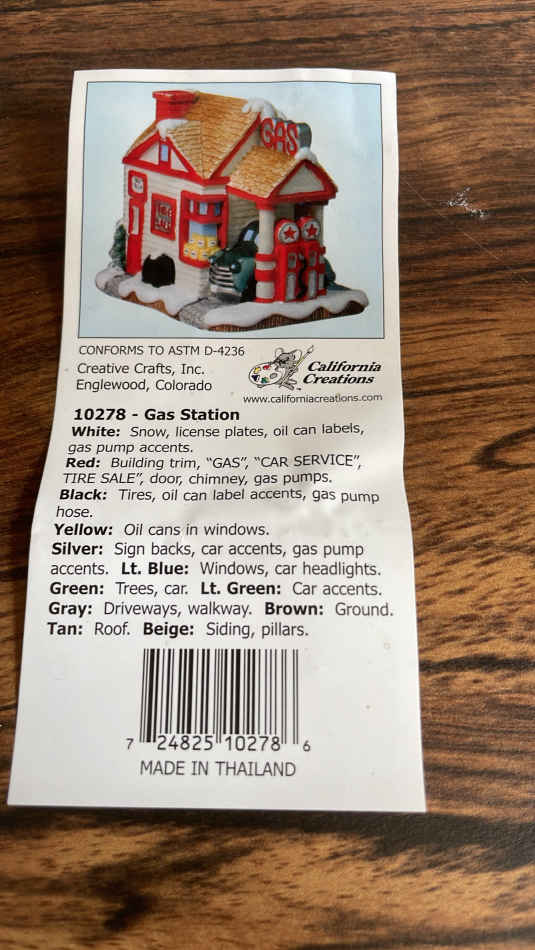 GAS
CONFORMS TO ASTM D-4236
Creative Crafts, Inc.
Englewood, Colorado
California
Creations
™
www.californiacreations.com
10278 - Gas Station
White: Snow, license plates, oil can labels,
gas pump accents.
Red: Building trim, “GAS”, “CAR SERVICE”,
TIRE SALE”, door, chimney, gas pumps.
Black: Tires, oil can label accents, gas pump
hose.
Yellow: Oil cans in windows.
Silver: Sign backs, car accents, gas pump
accents. Lt. Blue: Windows, car headlights.
Green: Trees, car. Lt. Green: Car accents.
Gray: Driveways, walkway. Brown: Ground.
Tan: Roof. Beige: Siding, pillars.
7 24825 10278 6
MADE IN THAILAND